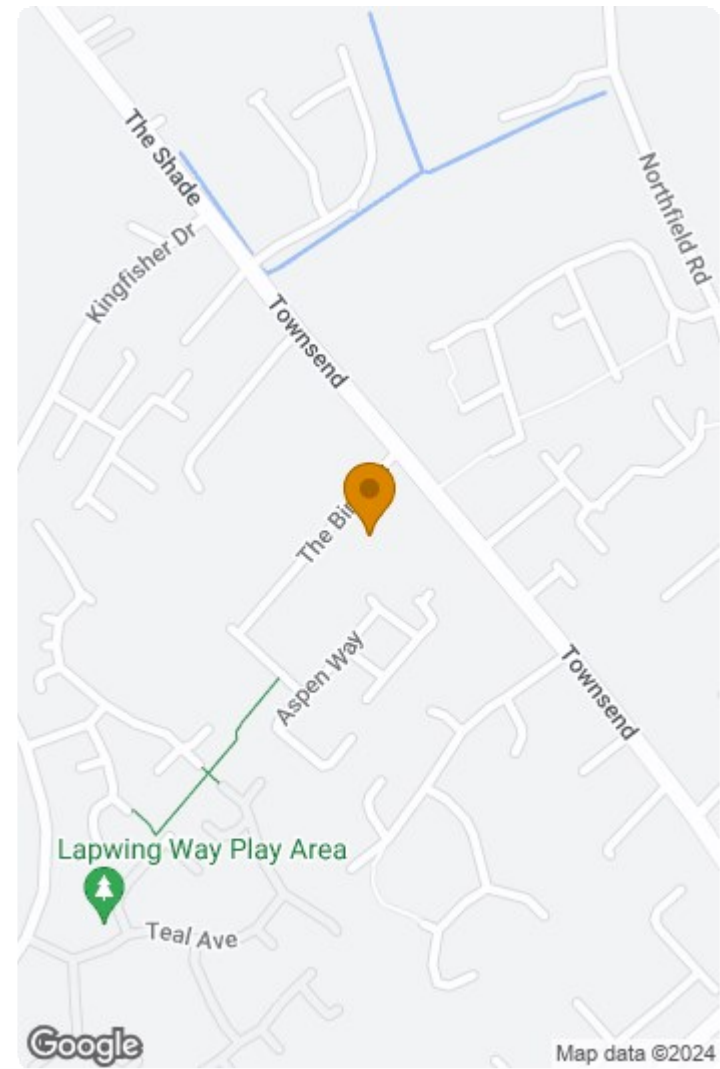 The Shade
Kingfisher Dr
Northfield Rd
Townsend
The
Aspen Way
Townsend
Lapwing Way Play Area
Teal Ave
Google
Map data ©2024